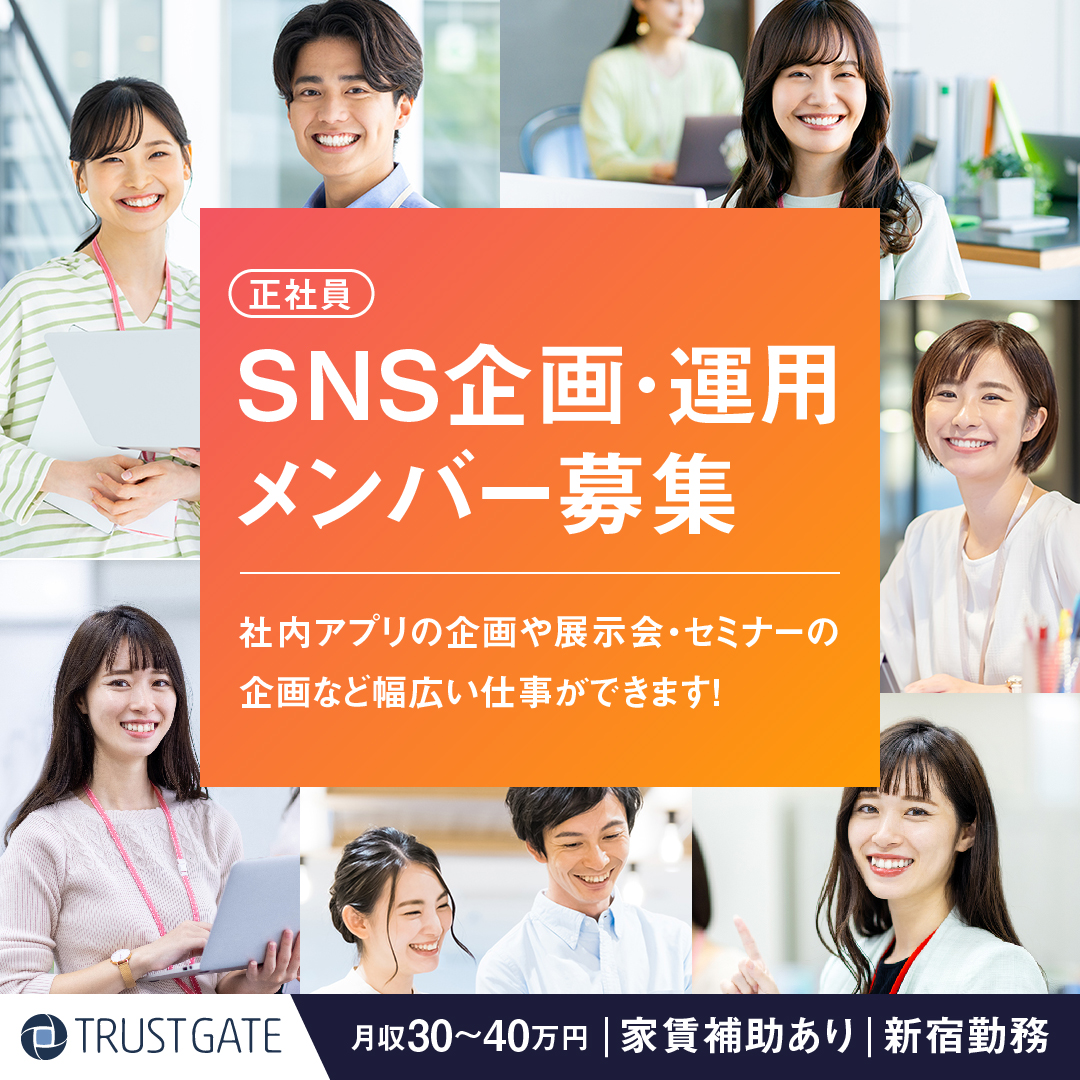 正社員
SNS企画・運用
メンバー募集
社内アプリの企画や展示会・セミナーの
企画など幅広い仕事ができます!
TRUST GATE
月収30〜40万円｜家賃補助あり｜新宿勤務